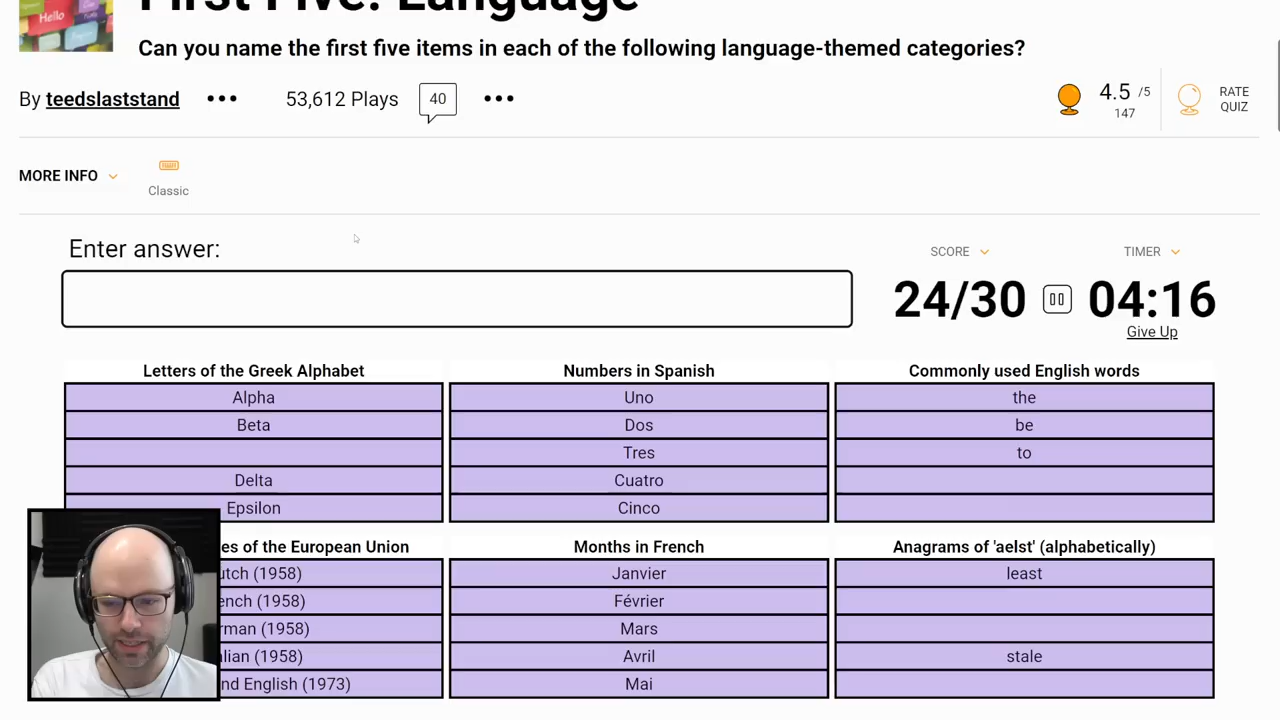 First Five: Language
Hello
Can you name the first five items in each of the following language-themed categories?
By teedslaststand ••• 53,612 Plays 40 •••
4.5 /5
147
RATE QUIZ
MORE INFO
Classic
Enter answer:
SCORE
TIMER
24/30
04:16
Give Up
Letters of the Greek Alphabet Numbers in Spanish Commonly used English words
Alpha Uno the
Beta Dos be
Tres to
Delta Cuatro
Epsilon Cinco
es of the European Union Months in French Anagrams of 'aelst' (alphabetically)
utch (1958) Janvier least
ench (1958) Février
rman (1958) Mars
alian (1958) Avril stale
nd English (1973) Mai